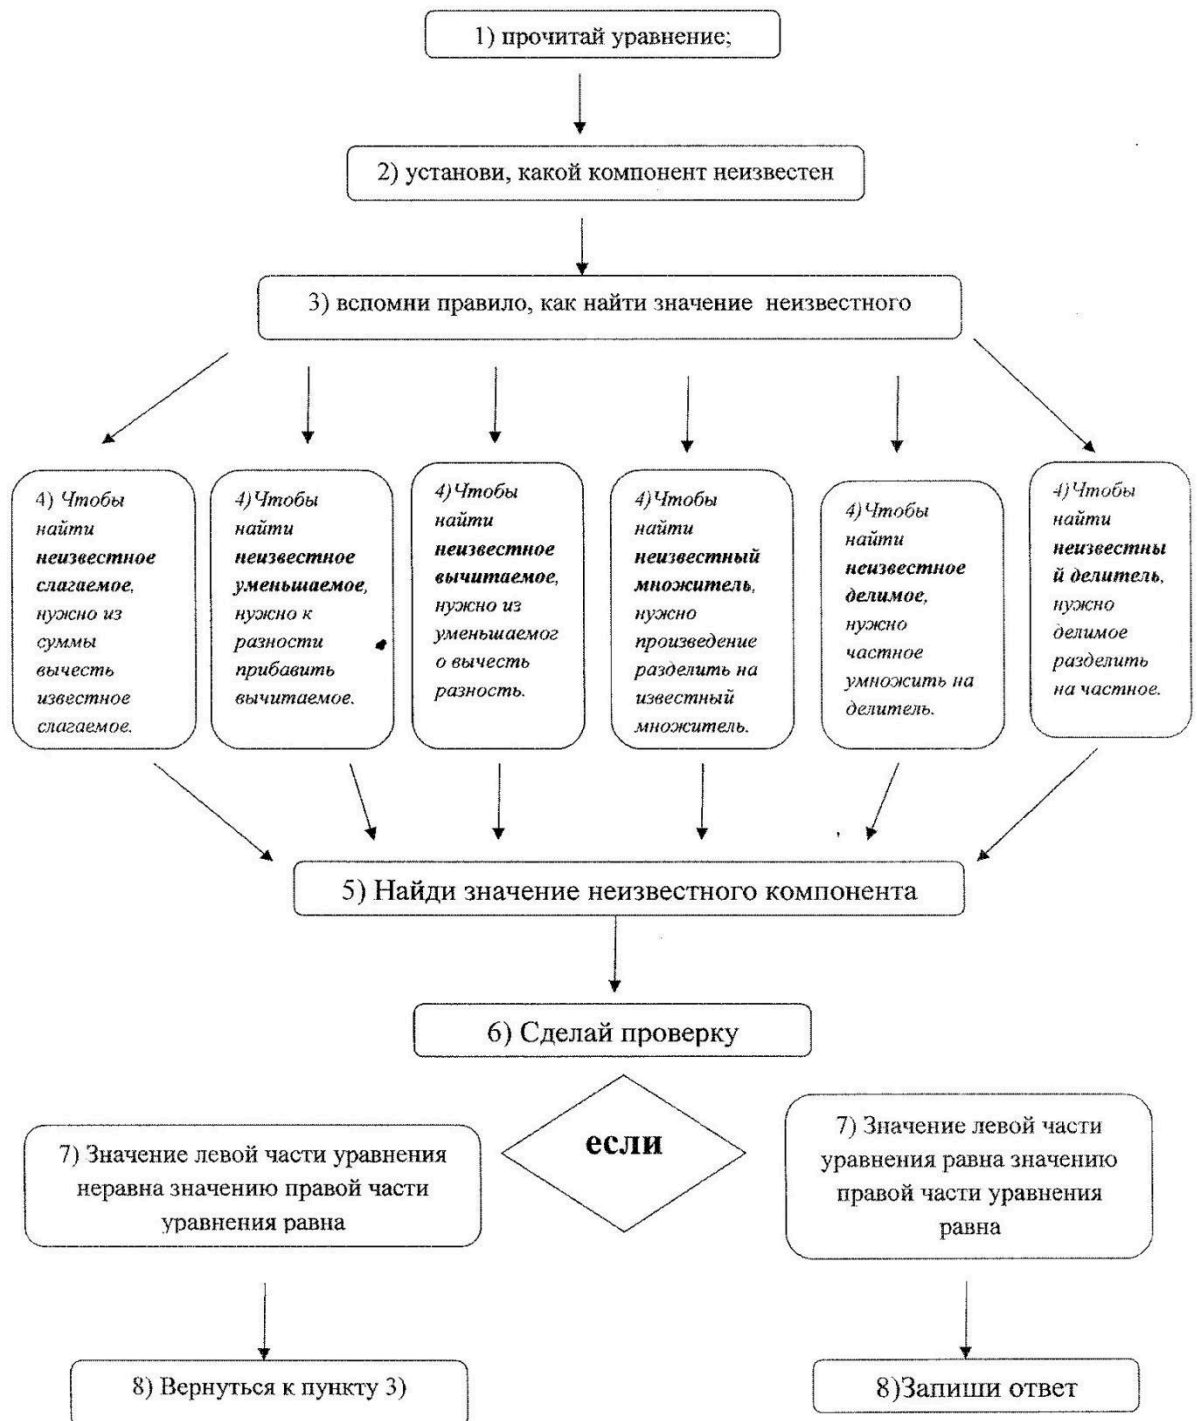 1) прочитай уравнение;
2) установи, какой компонент неизвестен
3) вспомни правило, как найти значение неизвестного
4) Чтобы
найти
неизвестное
слагаемое,
нужно из
суммы
вычесть
известное
слагаемое.
4)Чтобы
найти
неизвестное
уменьшаемое,
нужно к
разности
прибавить
вычитаемое.
4)Чтобы
найти
неизвестное
вычитаемое,
нужно из
уменьшаемог
о вычесть
разность.
4)Чтобы
найти
неизвестный
множитель,
нужно
произведение
разделить на
известный
множитель.
4)Чтобы
найти
неизвестное
делимое,
нужно
частное
умножить на
делитель.
4)Чтобы
найти
неизвестны
й делитель,
нужно
делимое
разделить
на частное.
5) Найди значение неизвестного компонента
6) Сделай проверку
если
7) Значение левой части уравнения
неравна значению правой части
уравнения равна
7) Значение левой части
уравнения равна значению
правой части уравнения
равна
8) Вернуться к пункту 3)
8)Запиши ответ